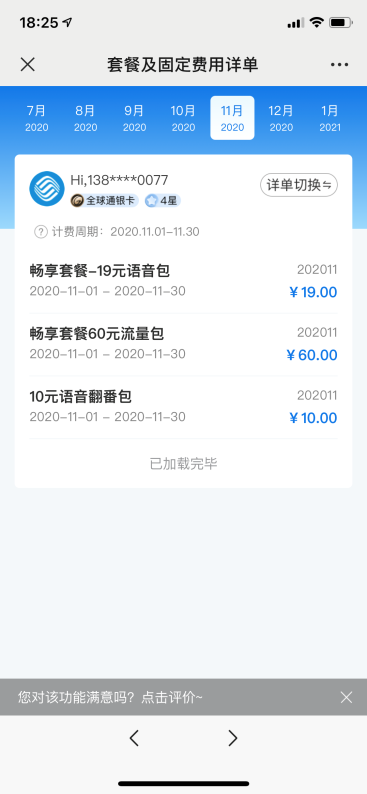 18:25
套餐及固定费用详单
7月 8月 9月 10月 11月 12月 1月
2020 2020 2020 2020 2020 2020 2021
Hi,138****0077
详单切换
全球通银卡 4星
? 计费周期：2020.11.01-11.30
畅享套餐-19元语音包 202011
2020-11-01 - 2020-11-30 ¥19.00
畅享套餐60元流量包 202011
2020-11-01 - 2020-11-30 ¥60.00
10元语音翻番包 202011
2020-11-01 - 2020-11-30 ¥10.00
已加载完毕
您对该功能满意吗？点击评价~